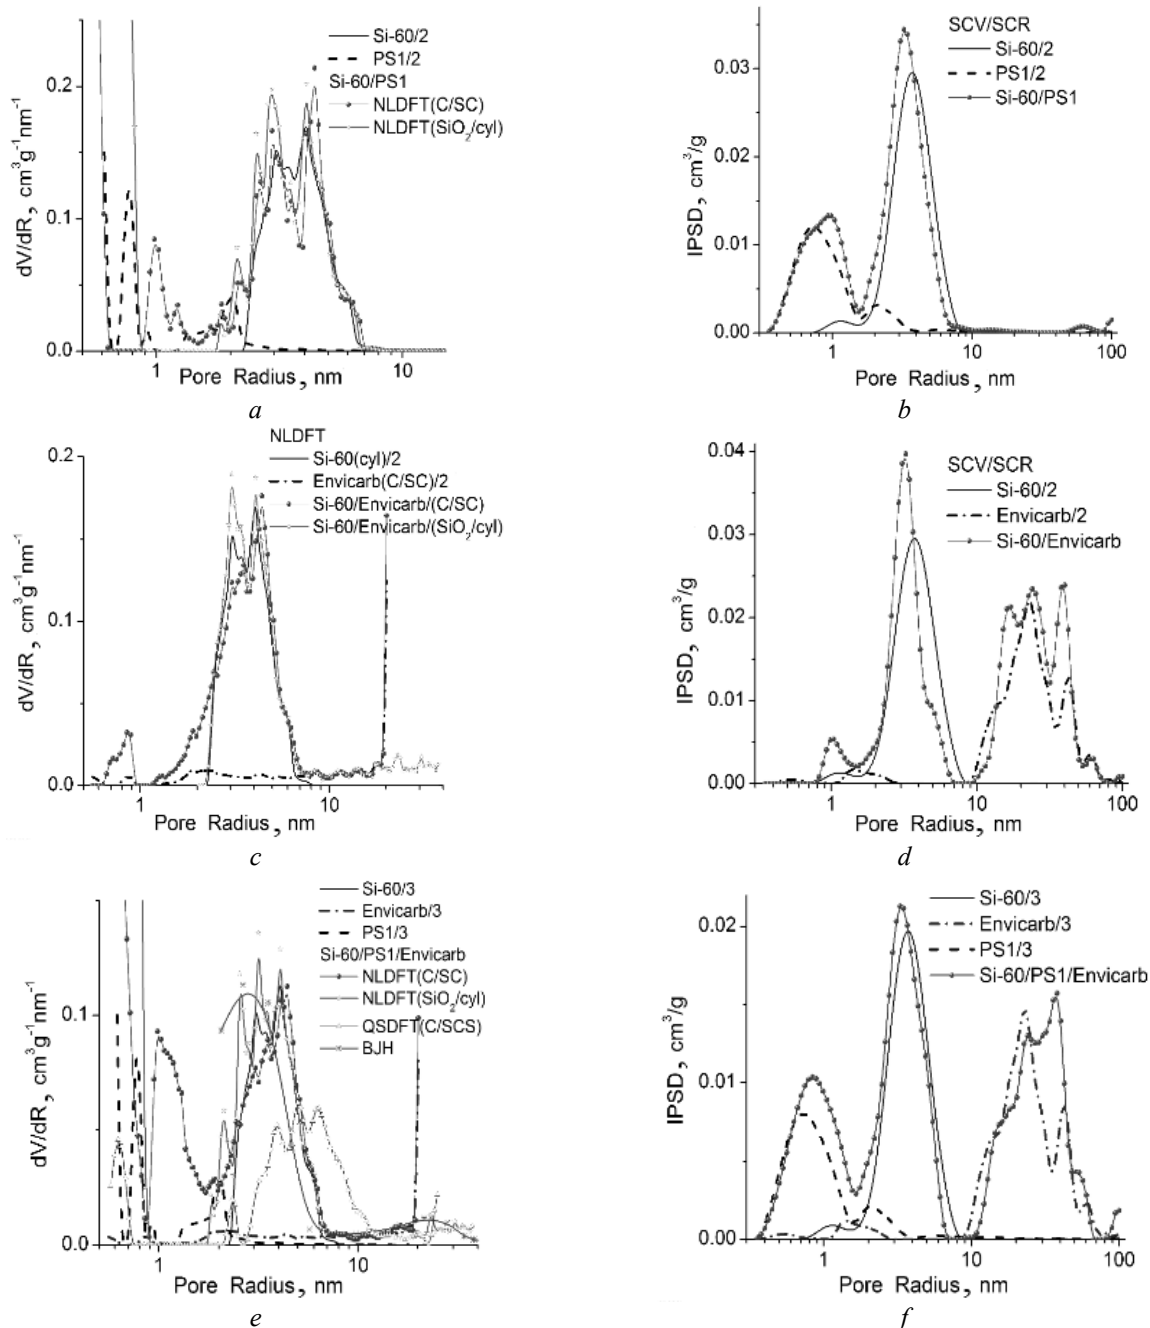 Si-60/2
PS1/2
Si-60/PS1
NLDFT(C/SC)
NLDFT(SiO2/cyl)
dV/dR, cm3g-1nm-1
0.2
0.1
0.0
1
10
Pore Radius, nm
a
SCV/SCR
Si-60/2
PS1/2
Si-60/PS1
IPSD, cm3/g
0.03
0.02
0.01
0.00
1
10
100
Pore Radius, nm
b
NLDFT
Si-60(cyl)/2
Envicarb(C/SC)/2
Si-60/Envicarb/(C/SC)
Si-60/Envicarb/(SiO2/cyl)
dV/dR, cm3g-1nm-1
0.2
0.1
0.0
1
10
Pore Radius, nm
c
SCV/SCR
Si-60/2
Envicarb/2
Si-60/Envicarb
IPSD, cm3/g
0.04
0.03
0.02
0.01
0.00
1
10
100
Pore Radius, nm
d
Si-60/3
Envicarb/3
PS1/3
Si-60/PS1/Envicarb
NLDFT(C/SC)
NLDFT(SiO2/cyl)
QSDFT(C/SCS)
BJH
dV/dR, cm3g-1nm-1
0.1
0.0
1
10
Pore Radius, nm
e
Si-60/3
Envicarb/3
PS1/3
Si-60/PS1/Envicarb
IPSD, cm3/g
0.02
0.01
0.00
1
10
100
Pore Radius, nm
f